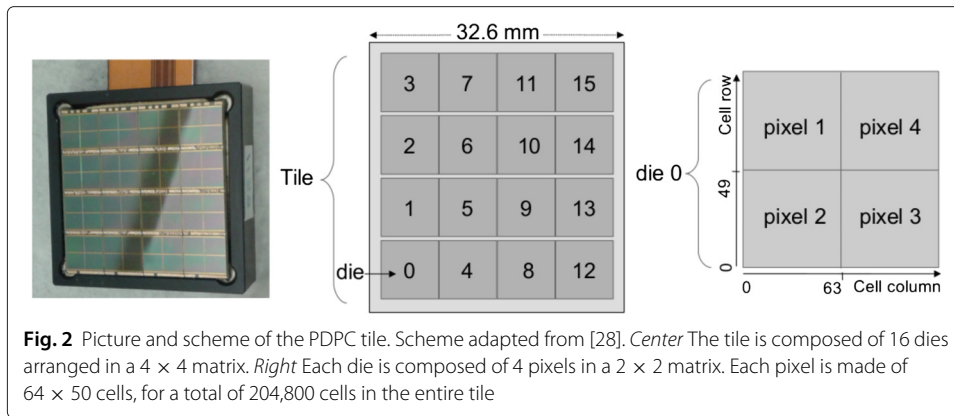 32.6 mm
Tile
3 7 11 15
2 6 10 14
1 5 9 13
die 0 4 8 12
die 0
Cell row
49
0
pixel 1 pixel 4
pixel 2 pixel 3
0 63 Cell column
Fig. 2 Picture and scheme of the PDPC tile. Scheme adapted from [28]. Center The tile is composed of 16 dies
arranged in a 4 × 4 matrix. Right Each die is composed of 4 pixels in a 2 × 2 matrix. Each pixel is made of
64 × 50 cells, for a total of 204,800 cells in the entire tile